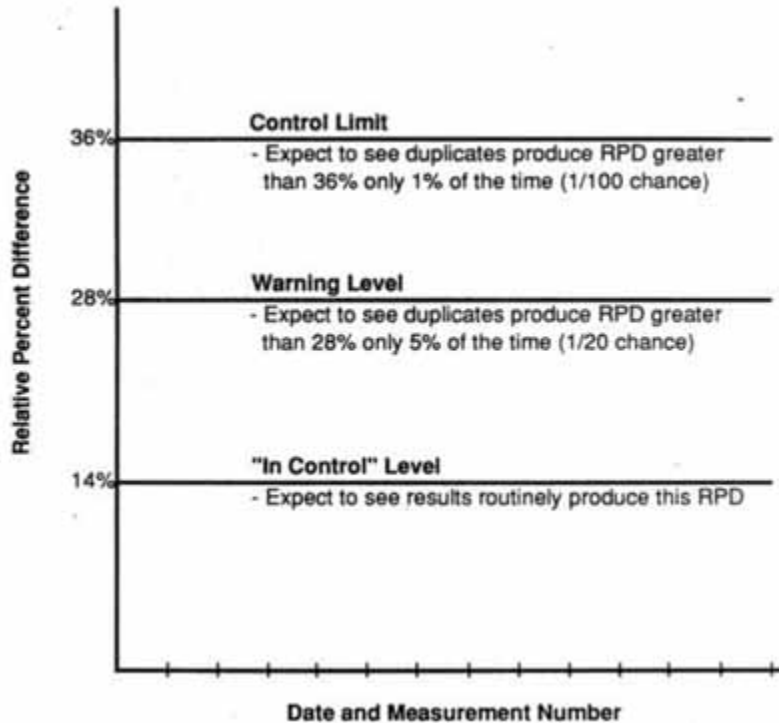 Relative Percent Difference
36%
Control Limit
- Expect to see duplicates produce RPD greater
than 36% only 1% of the time (1/100 chance)
28%
Warning Level
- Expect to see duplicates produce RPD greater
than 28% only 5% of the time (1/20 chance)
14%
"In Control" Level
- Expect to see results routinely produce this RPD
Date and Measurement Number